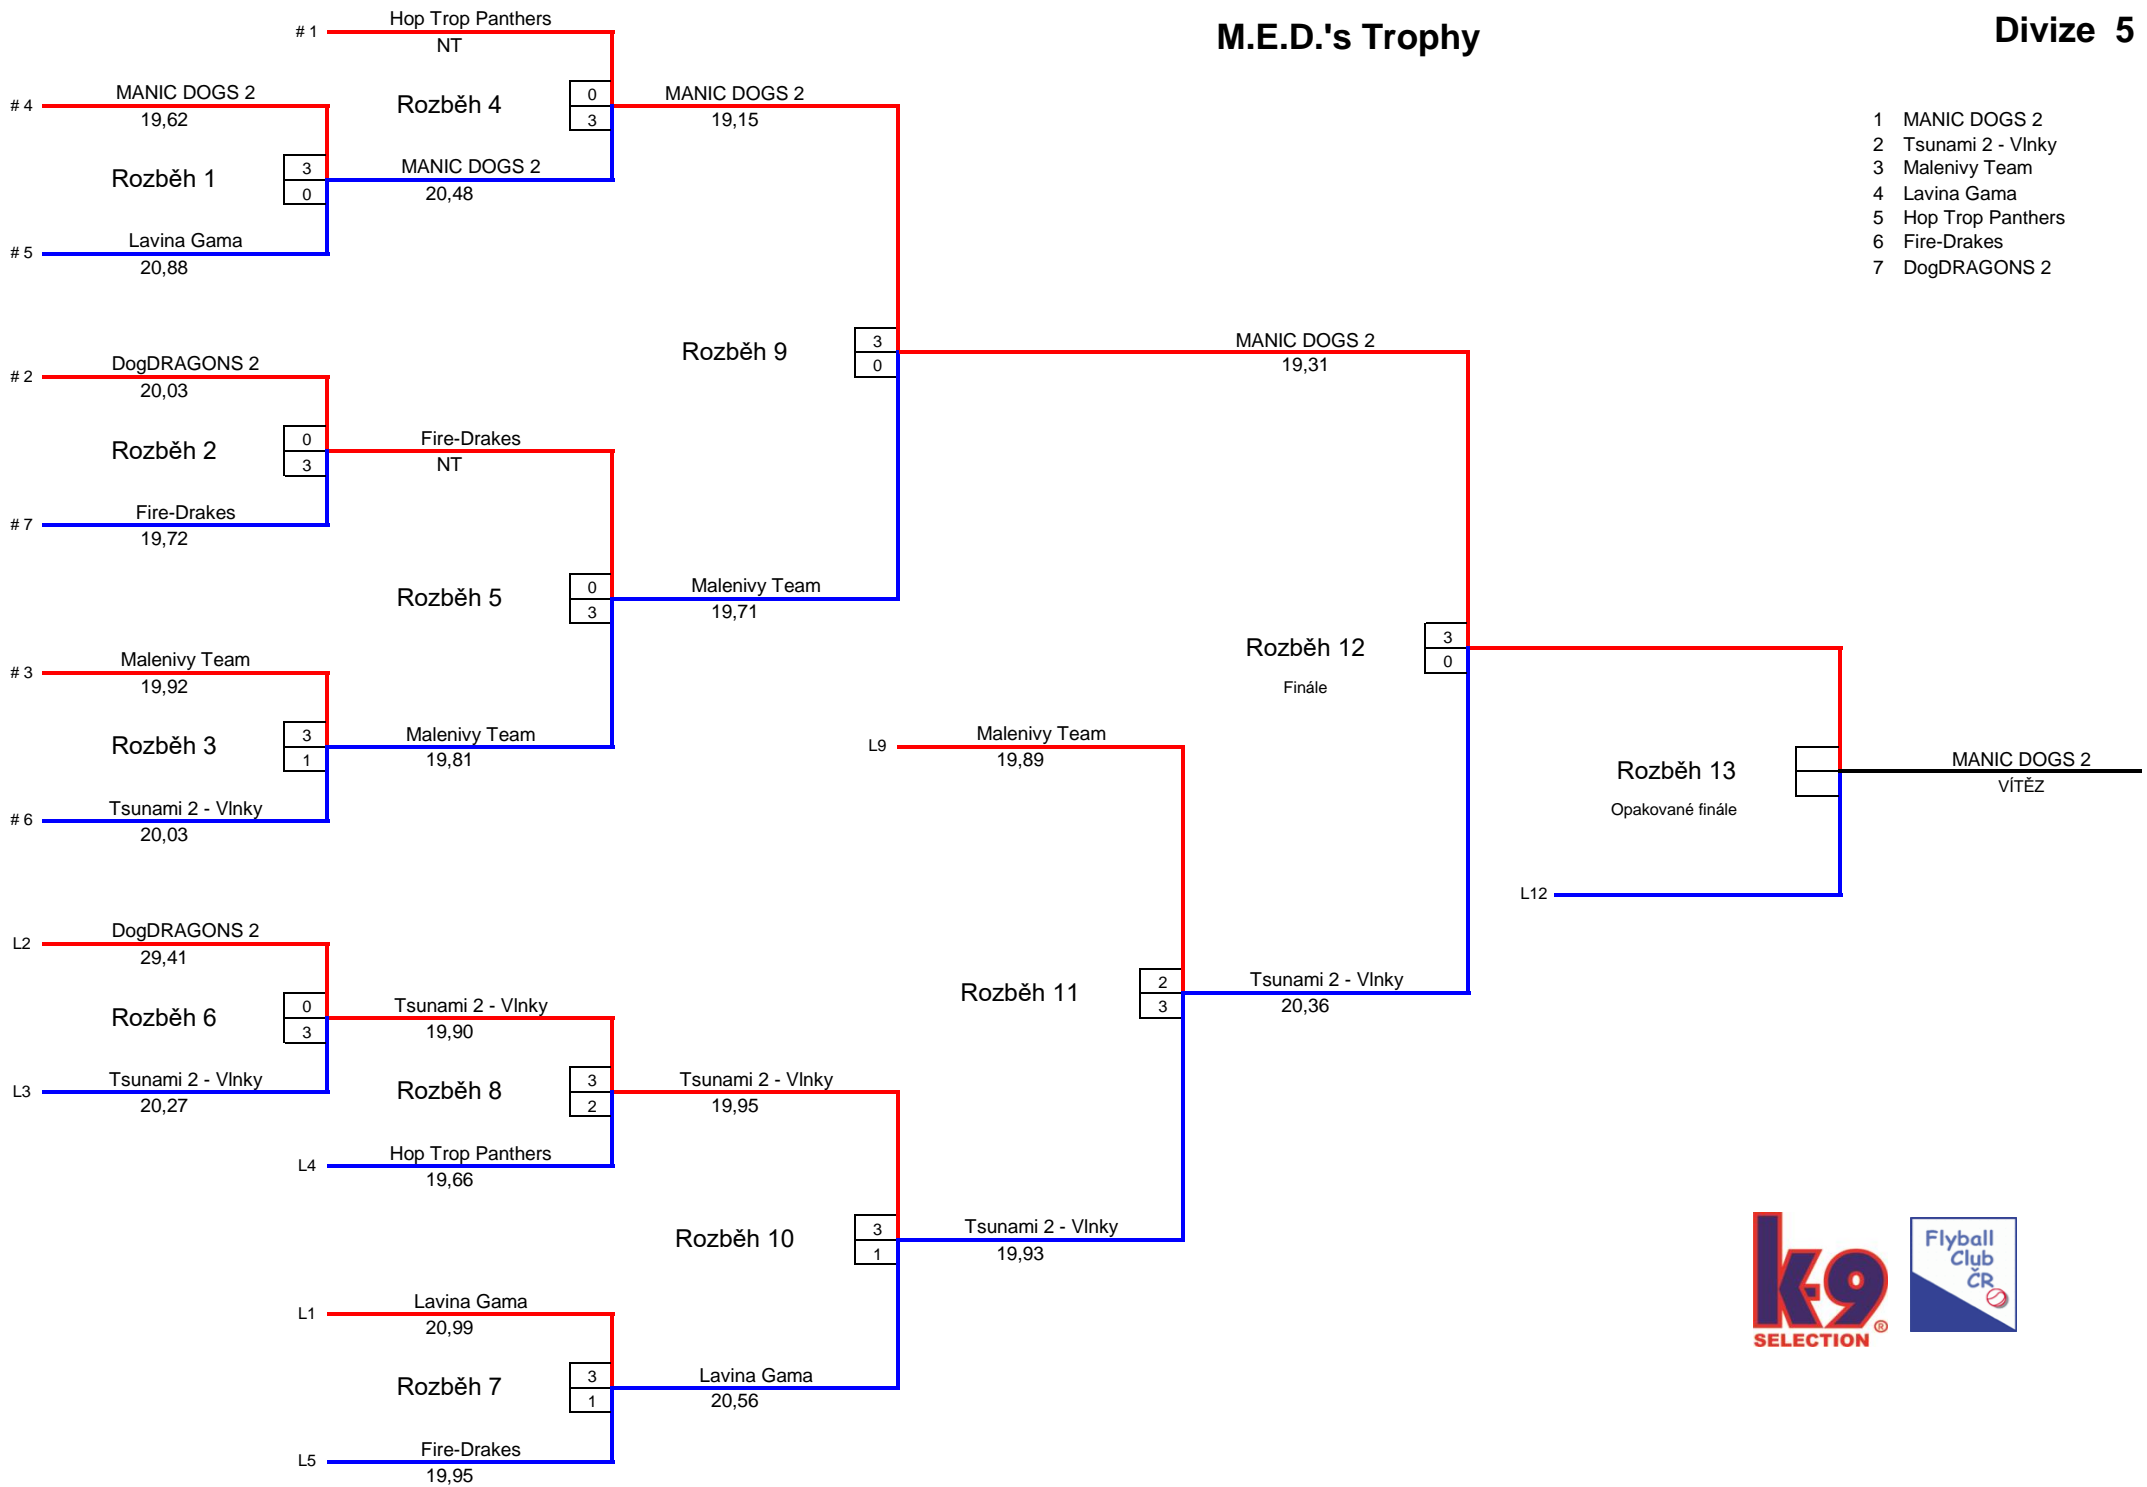 M.E.D.'s Trophy
Divize 5
1 MANIC DOGS 2
2 Tsunami 2 - Vlnky
3 Malenivy Team
4 Lavina Gama
5 Hop Trop Panthers
6 Fire-Drakes
7 DogDRAGONS 2
# 1
Hop Trop Panthers
NT
# 4
MANIC DOGS 2
19,62
Rozběh 1
3
0
# 5
Lavina Gama
20,88
Rozběh 4
0
3
MANIC DOGS 2
20,48
MANIC DOGS 2
19,15
# 2
DogDRAGONS 2
20,03
Rozběh 2
0
3
# 7
Fire-Drakes
19,72
Fire-Drakes
NT
Rozběh 5
0
3
# 3
Malenivy Team
19,92
Rozběh 3
3
1
# 6
Tsunami 2 - Vlnky
20,03
Malenivy Team
19,81
Malenivy Team
19,71
Rozběh 9
3
0
MANIC DOGS 2
19,31
Rozběh 12
Finále
3
0
L9
Malenivy Team
19,89
Rozběh 11
2
3
Tsunami 2 - Vlnky
20,36
Rozběh 13
Opakované finále
MANIC DOGS 2
VÍTĚZ
L12
L2
DogDRAGONS 2
29,41
Rozběh 6
0
3
L3
Tsunami 2 - Vlnky
20,27
Tsunami 2 - Vlnky
19,90
Rozběh 8
3
2
L4
Hop Trop Panthers
19,66
Tsunami 2 - Vlnky
19,95
Rozběh 10
3
1
Tsunami 2 - Vlnky
19,93
L1
Lavina Gama
20,99
Rozběh 7
3
1
L5
Fire-Drakes
19,95
Lavina Gama
20,56
k-9
SELECTION ®
Flyball
Club
ČR